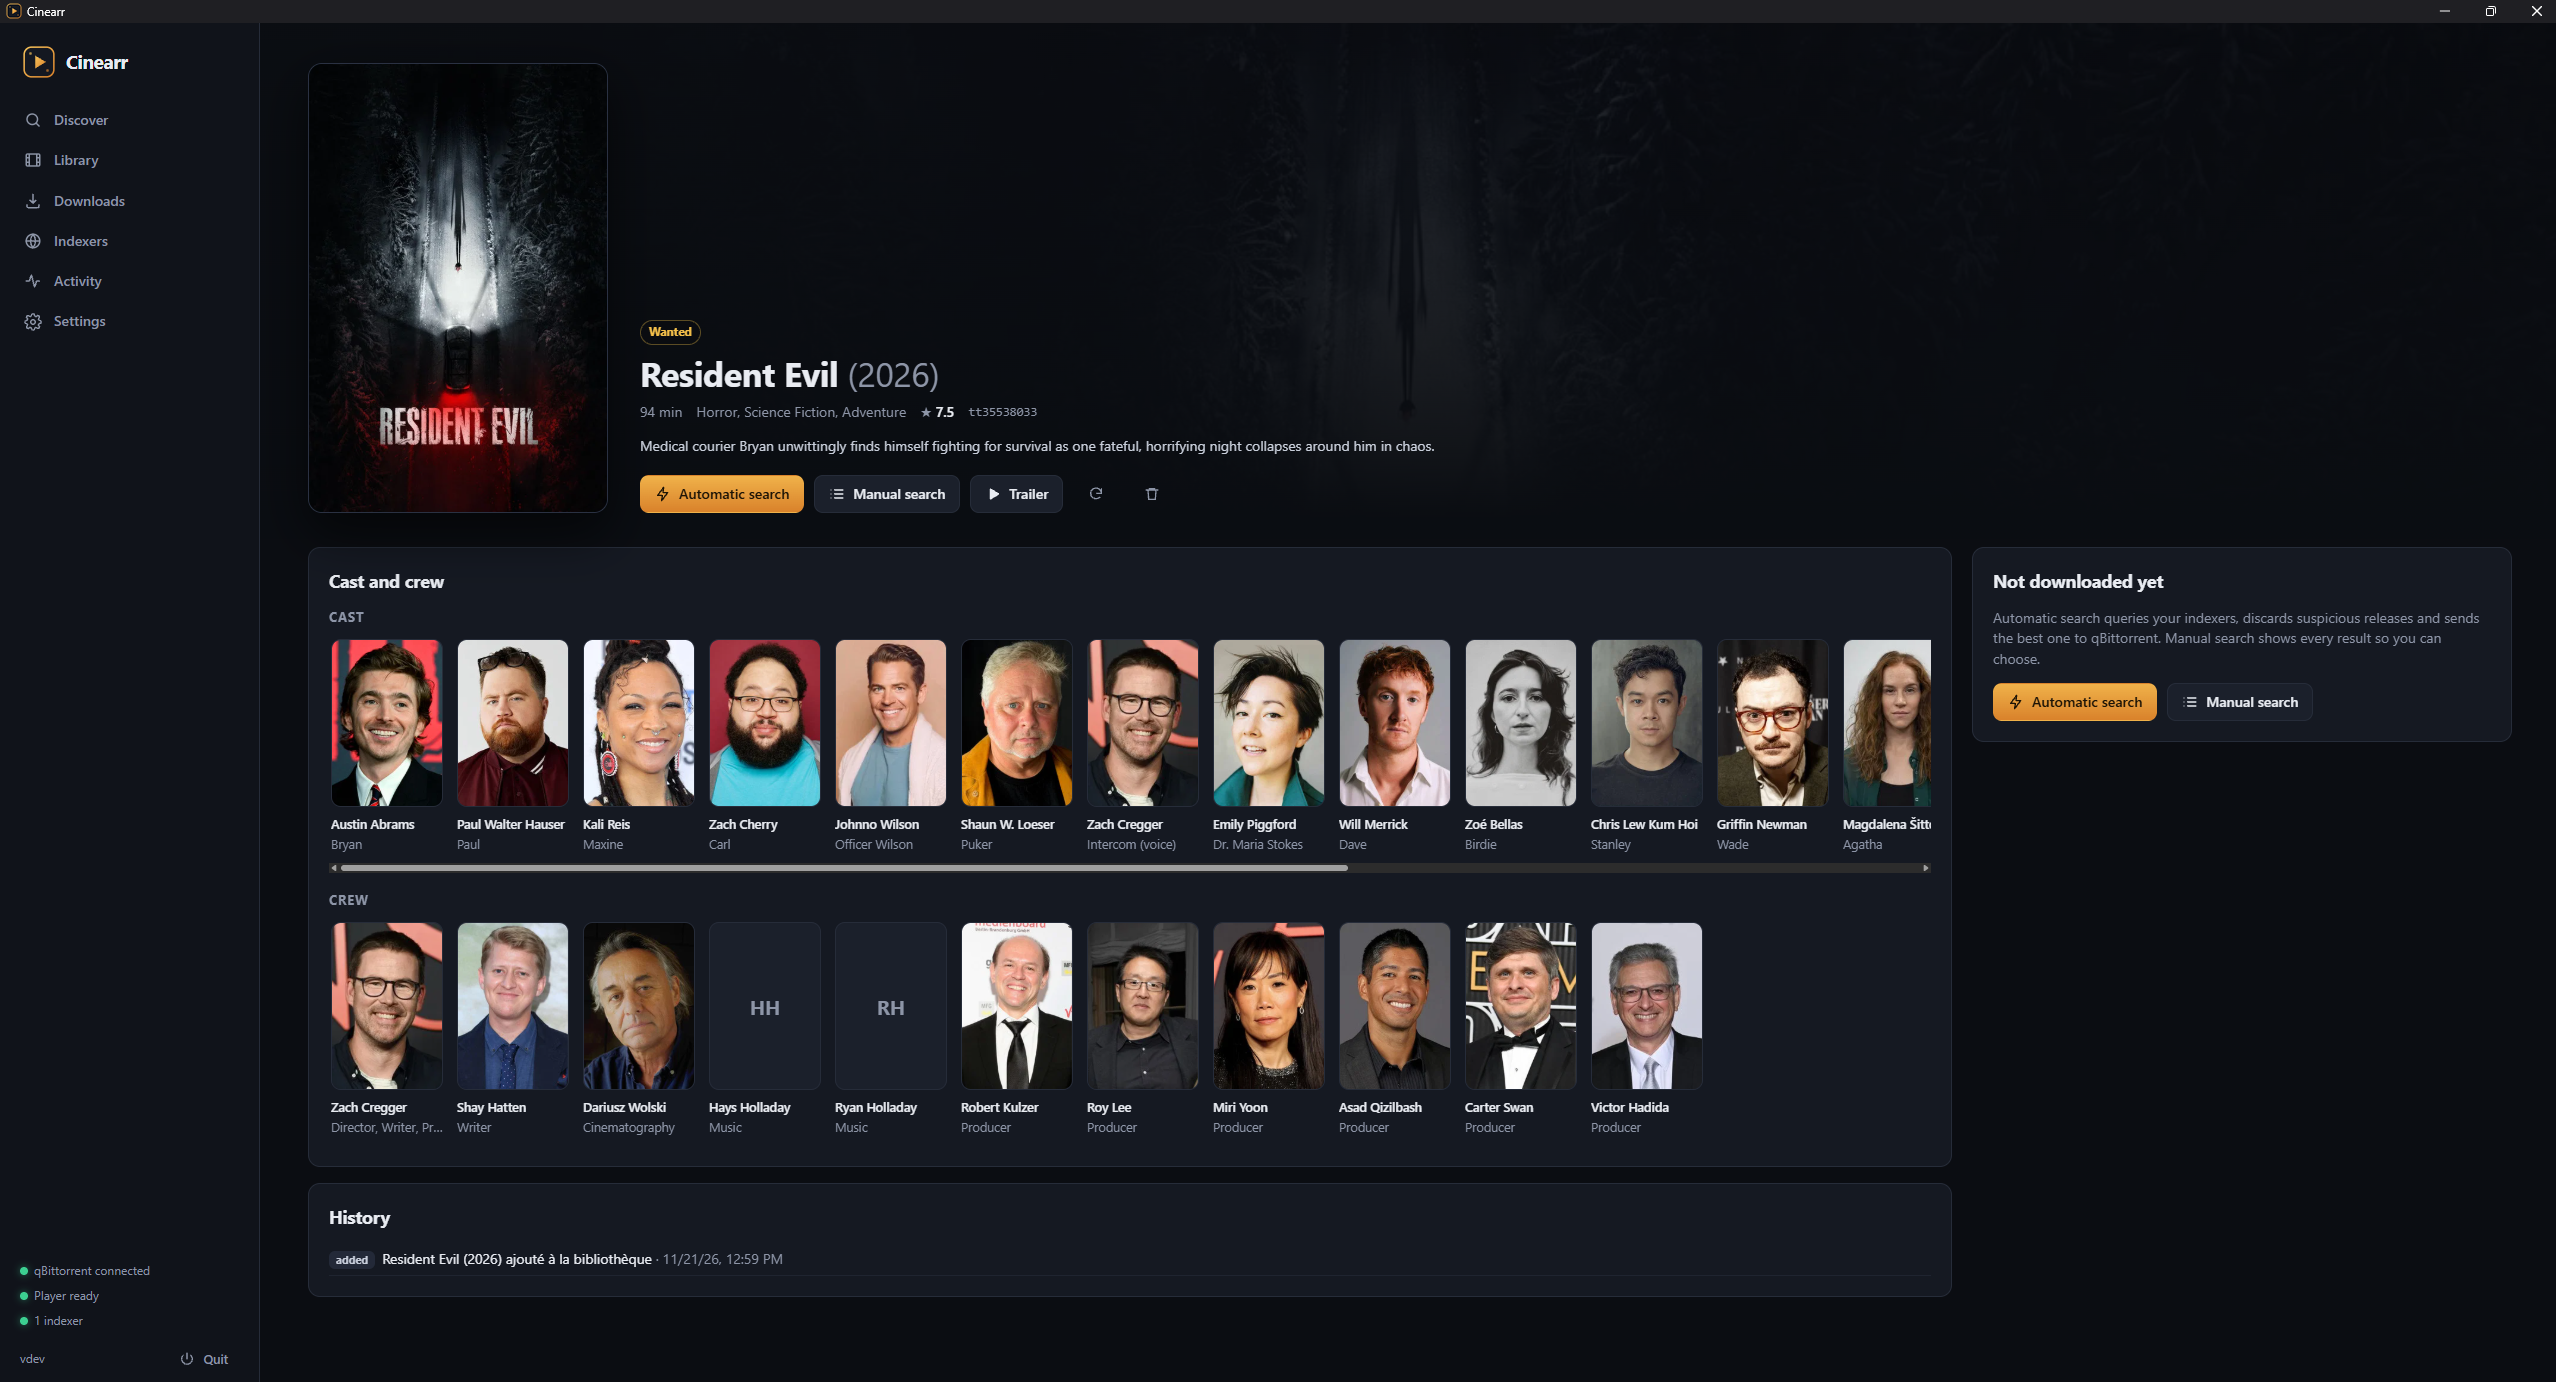 Cinearr
Cinearr
Discover
Library
Downloads
Indexers
Activity
Settings
RESIDENT EVIL
Wanted
Resident Evil (2026)
94 min Horror, Science Fiction, Adventure ★ 7.5 tt35538033
Medical courier Bryan unwittingly finds himself fighting for survival as one fateful, horrifying night collapses around him in chaos.
Automatic search Manual search Trailer
Cast and crew
CAST
Austin Abrams
Bryan
Paul Walter Hauser
Paul
Kali Reis
Maxine
Zach Cherry
Carl
Johnno Wilson
Officer Wilson
Shaun W. Loeser
Puker
Zach Cregger
Intercom (voice)
Emily Piggford
Dr. Maria Stokes
Will Merrick
Dave
Zoé Bellas
Birdie
Chris Lew Kum Hoi
Stanley
Griffin Newman
Wade
Magdalena Šitt
Agatha
CREW
HH
RH
Zach Cregger
Director, Writer, Pr...
Shay Hatten
Writer
Dariusz Wolski
Cinematography
Hays Holladay
Music
Ryan Holladay
Music
Robert Kulzer
Producer
Roy Lee
Producer
Miri Yoon
Producer
Asad Qizilbash
Producer
Carter Swan
Producer
Victor Hadida
Producer
Not downloaded yet
Automatic search queries your indexers, discards suspicious releases and sends
the best one to qBittorrent. Manual search shows every result so you can
choose.
Automatic search Manual search
History
added Resident Evil (2026) ajouté à la bibliothèque · 11/21/26, 12:59 PM
qBittorrent connected
Player ready
1 indexer
vdev
Quit